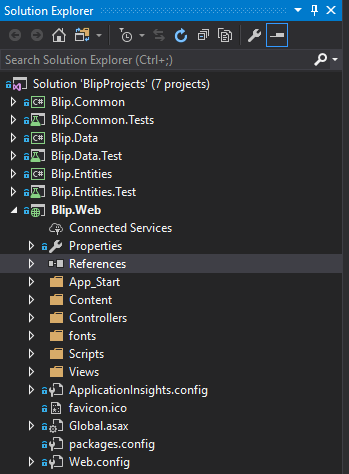 Solution Explorer
Search Solution Explorer (Ctrl+;)
Solution 'BlipProjects' (7 projects)
C# Blip.Common
Blip.Common.Tests
C# Blip.Data
Blip.Data.Test
C# Blip.Entities
Blip.Entities.Test
Blip.Web
Connected Services
Properties
References
App_Start
Content
Controllers
fonts
Scripts
Views
ApplicationInsights.config
favicon.ico
Global.asax
packages.config
Web.config